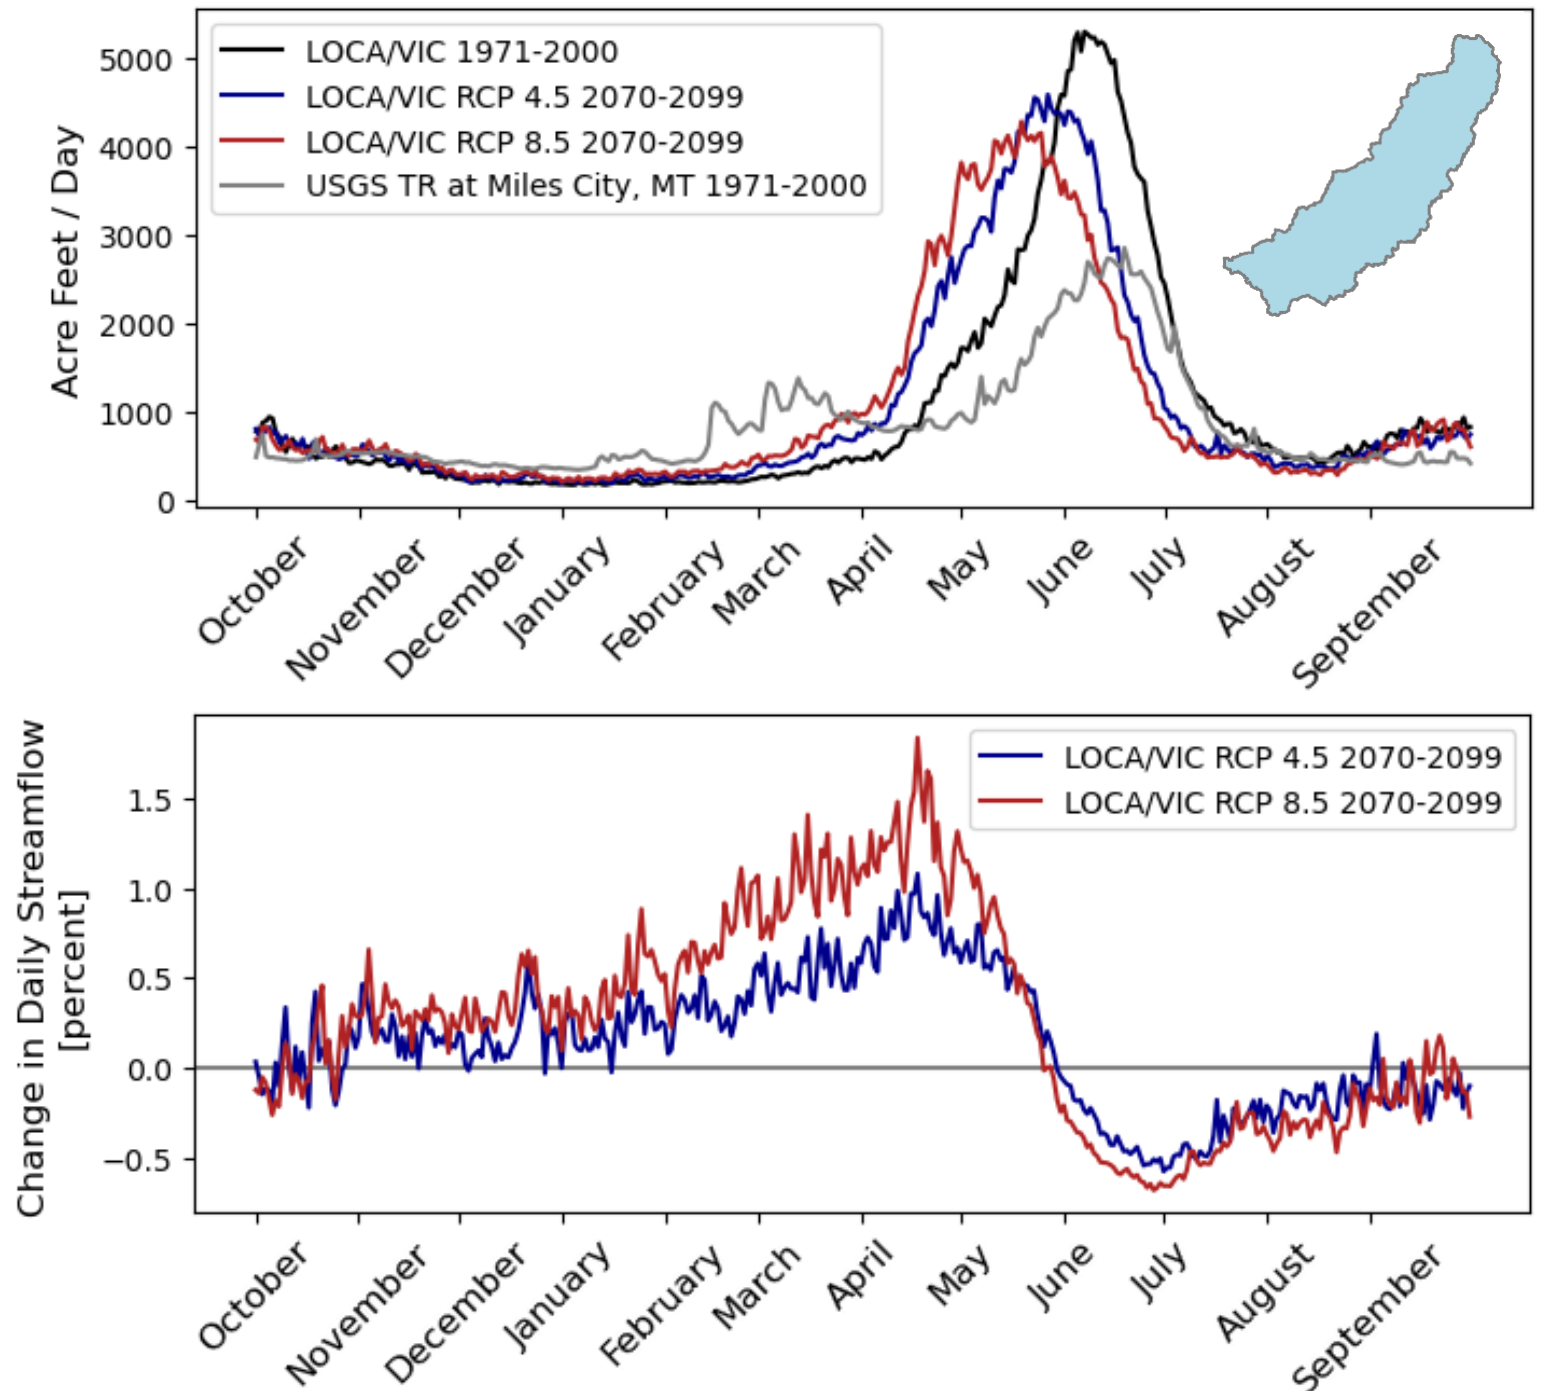 LOCA/VIC 1971-2000
LOCA/VIC RCP 4.5 2070-2099
LOCA/VIC RCP 8.5 2070-2099
USGS TR at Miles City, MT 1971-2000
Acre Feet / Day
5000
4000
3000
2000
1000
0
October
November
December
January
February
March
April
May
June
July
August
September
LOCA/VIC RCP 4.5 2070-2099
LOCA/VIC RCP 8.5 2070-2099
Change in Daily Streamflow
[percent]
1.5
1.0
0.5
0.0
−0.5
October
November
December
January
February
March
April
May
June
July
August
September